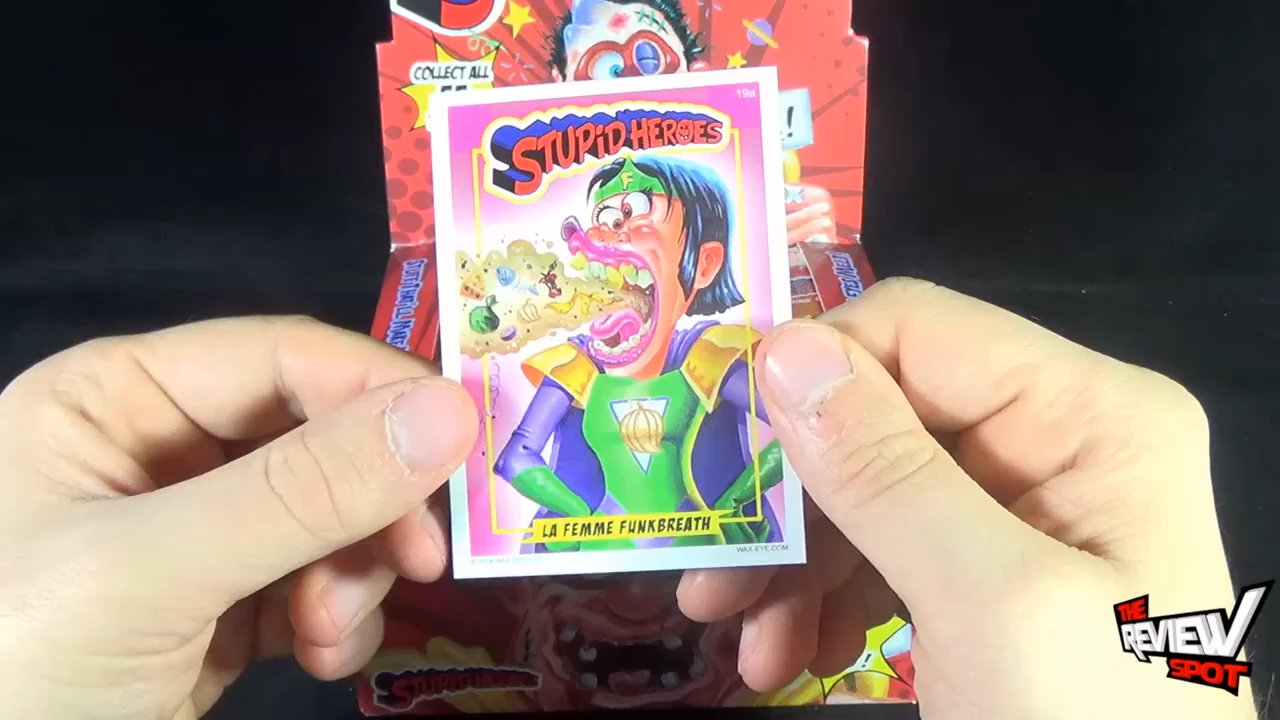 COLLECT ALL
19a
STUPID HEROES
F
!
LA FEMME FUNKBREATH
WAX-EYE.COM
STUPID HEROES
!
THE
REVIEW
SPOT